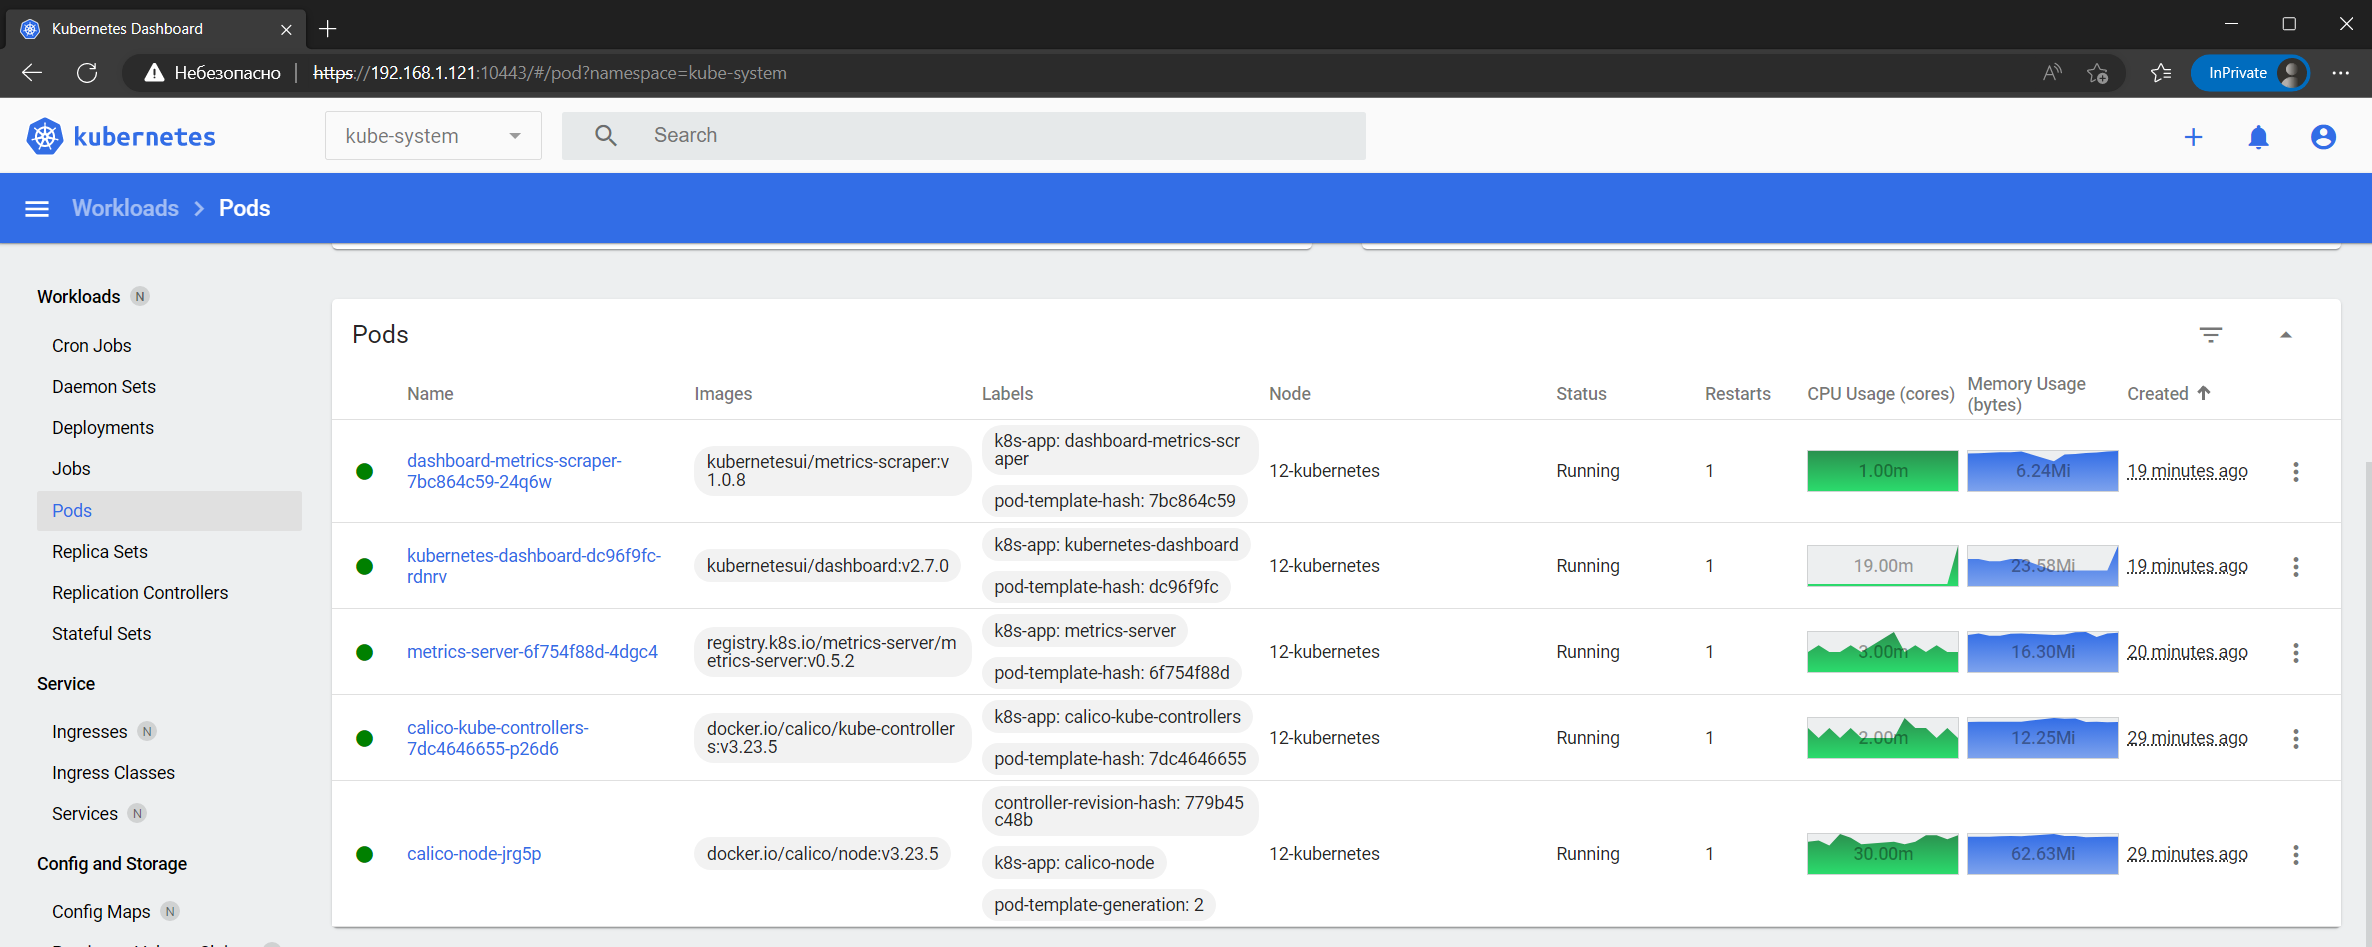 Kubernetes Dashboard
Небезопасно https://192.168.1.121:10443/#/pod?namespace=kube-system
InPrivate
kubernetes kube-system Search
Workloads Pods
Workloads N
Cron Jobs
Daemon Sets
Deployments
Jobs
Pods
Replica Sets
Replication Controllers
Stateful Sets
Service
Ingresses N
Ingress Classes
Services N
Config and Storage
Config Maps N
Pods
Name Images Labels Node Status Restarts CPU Usage (cores) Memory Usage (bytes) Created
dashboard-metrics-scraper-
7bc864c59-24q6w
kubernetesui/metrics-scraper:v
1.0.8
k8s-app: dashboard-metrics-scr
aper
pod-template-hash: 7bc864c59
12-kubernetes Running 1 1.00m 6.24Mi 19 minutes ago
kubernetes-dashboard-dc96f9fc-
rdnrv
kubernetesui/dashboard:v2.7.0
k8s-app: kubernetes-dashboard
pod-template-hash: dc96f9fc
12-kubernetes Running 1 19.00m 23.58Mi 19 minutes ago
metrics-server-6f754f88d-4dgc4
registry.k8s.io/metrics-server/m
etrics-server:v0.5.2
k8s-app: metrics-server
pod-template-hash: 6f754f88d
12-kubernetes Running 1 3.00m 16.30Mi 20 minutes ago
calico-kube-controllers-
7dc4646655-p26d6
docker.io/calico/kube-controller
s:v3.23.5
k8s-app: calico-kube-controllers
pod-template-hash: 7dc4646655
12-kubernetes Running 1 2.00m 12.25Mi 29 minutes ago
calico-node-jrg5p
docker.io/calico/node:v3.23.5
controller-revision-hash: 779b45
c48b
k8s-app: calico-node
pod-template-generation: 2
12-kubernetes Running 1 30.00m 62.63Mi 29 minutes ago